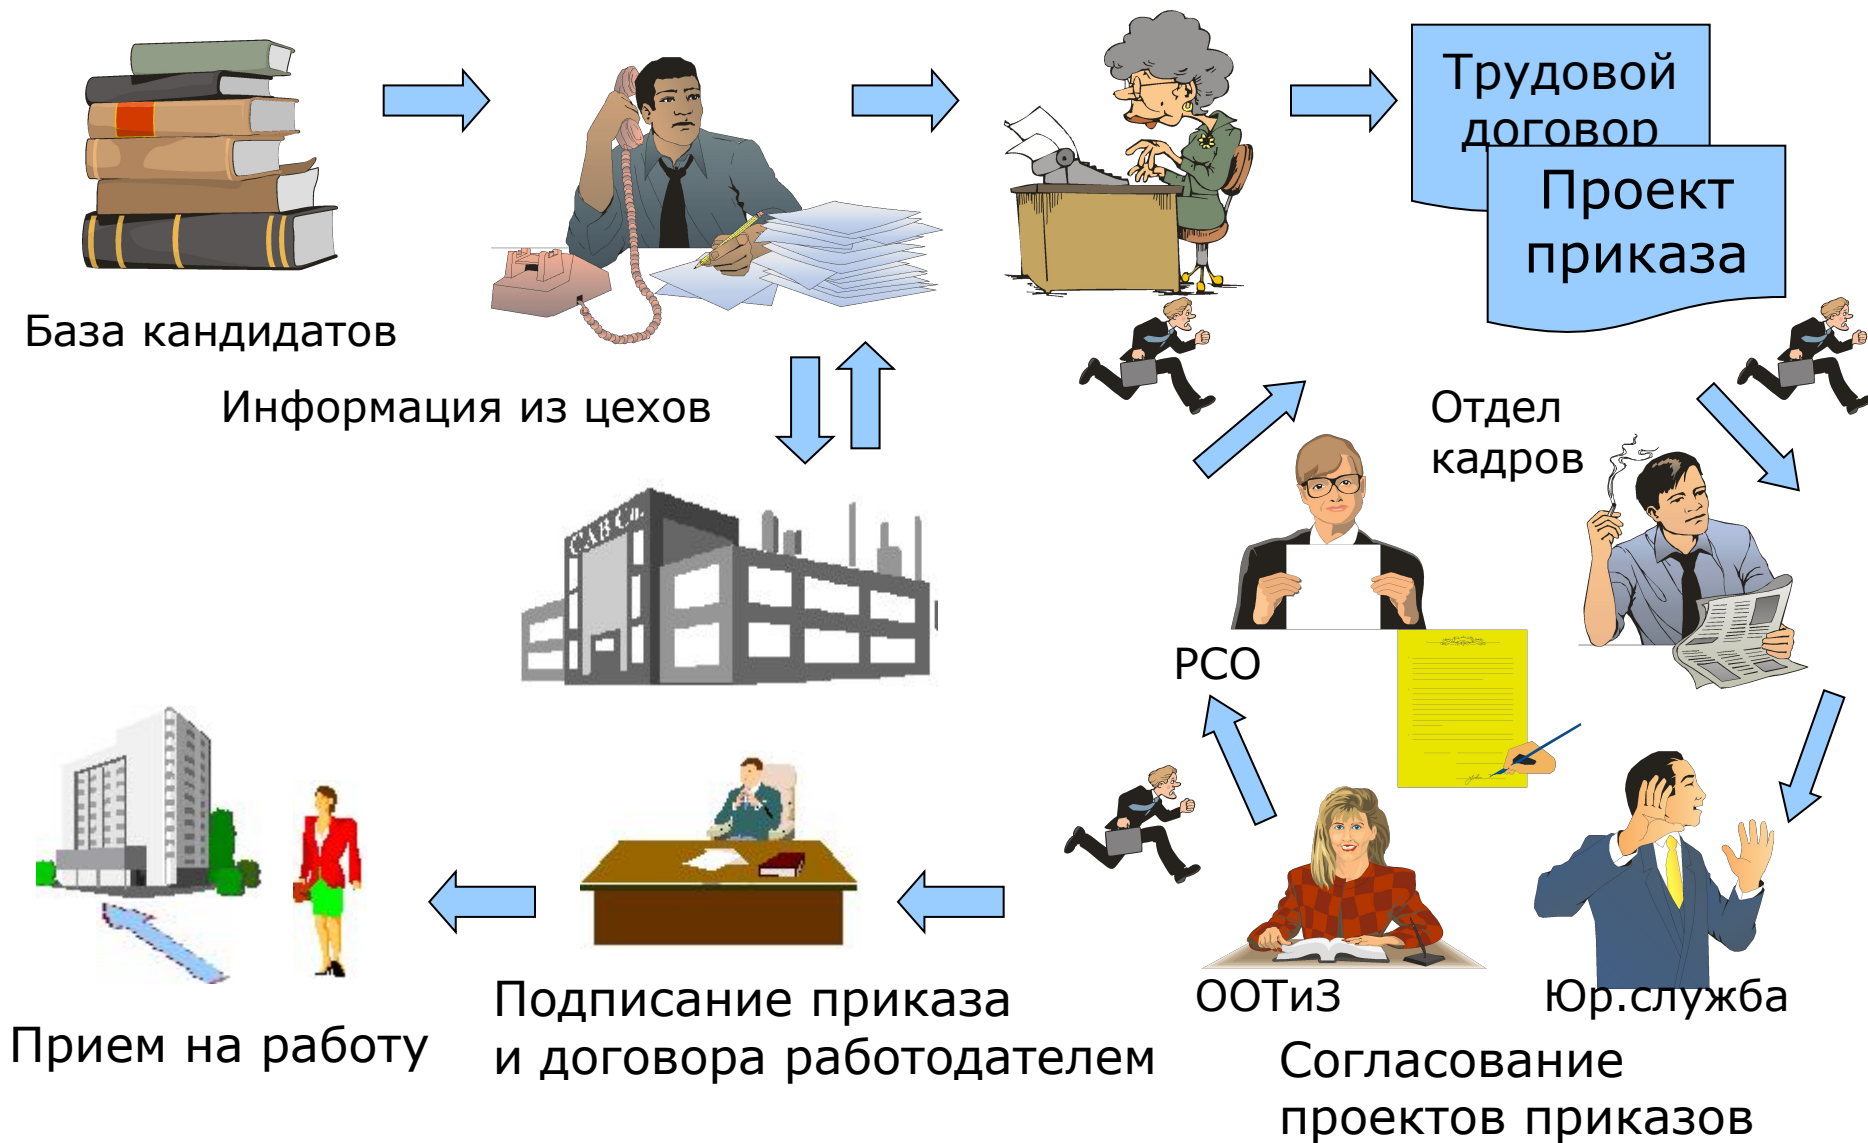 Трудовой
договор
Проект
приказа
База кандидатов
Информация из цехов
Отдел
кадров
C A B Co.
РСО
ООТиЗ
Юр.служба
Прием на работу
Подписание приказа
и договора работодателем
Согласование
проектов приказов